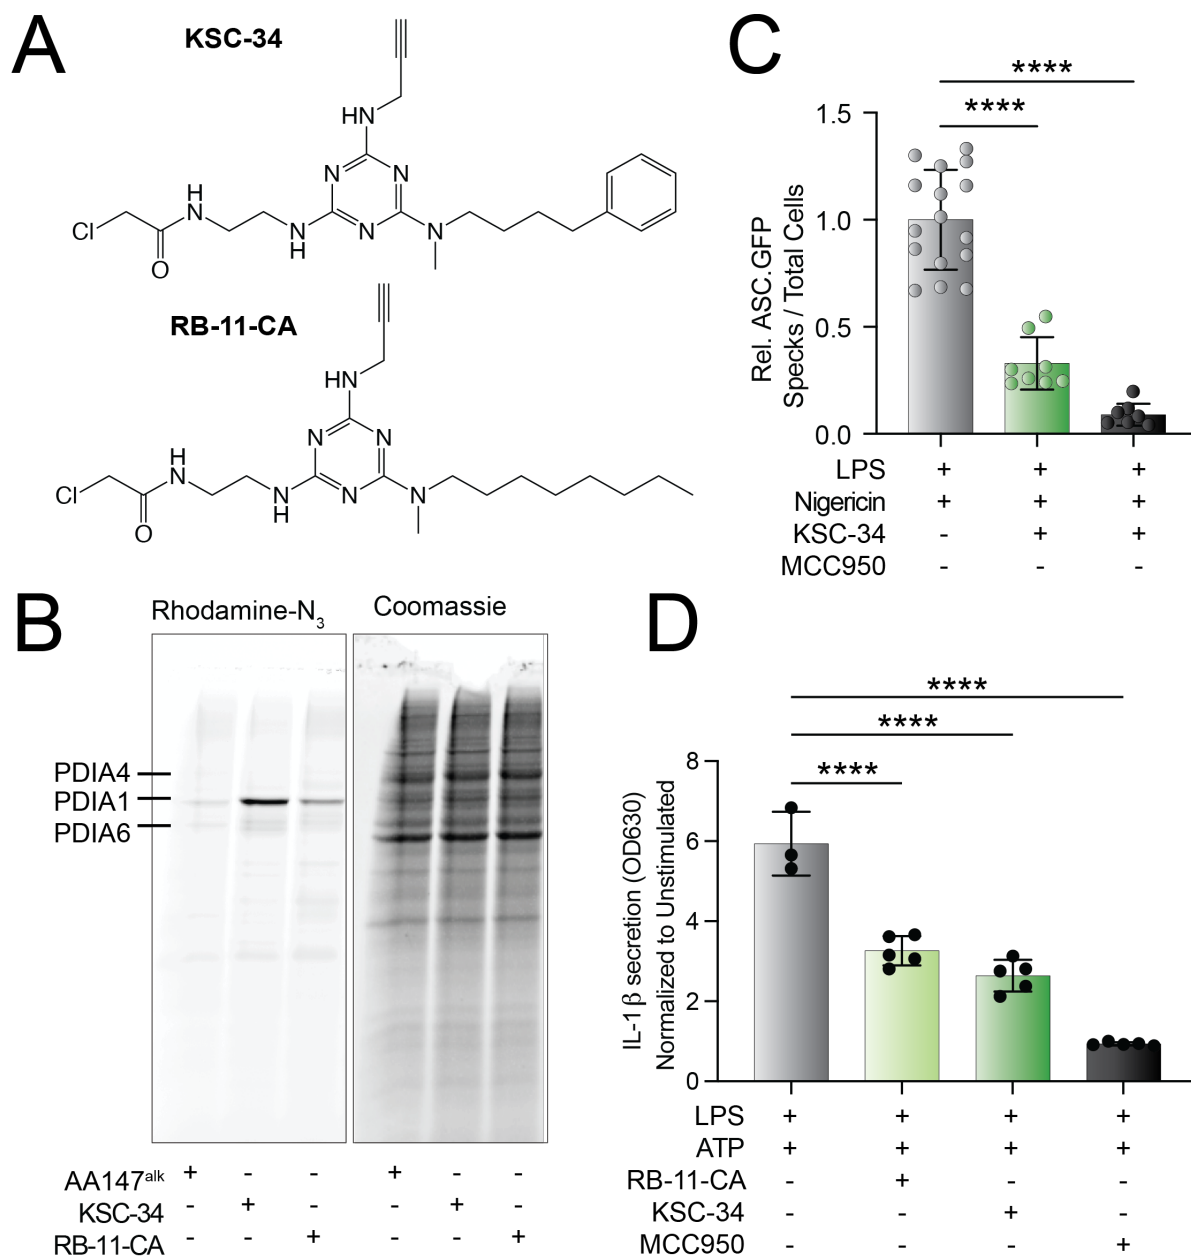 A
KSC-34
HN
N
N
N
H
N
N
H
N
Cl
O
RB-11-CA
HN
N
N
N
H
N
N
H
N
Cl
O
B
Rhodamine-N3
Coomassie
PDIA4
PDIA1
PDIA6
AA147alk + - - + - -
KSC-34 - + - - + -
RB-11-CA - - + - - +
C
****
****
Rel. ASC.GFP
Specks / Total Cells
1.5
1.0
0.5
0.0
LPS + + +
Nigericin + + +
KSC-34 - + +
MCC950 - - -
D
****
****
****
IL-1 β secretion (OD630)
Normalized to Unstimulated
8
6
4
2
0
LPS + + + +
ATP + + + +
RB-11-CA - + - -
KSC-34 - - + -
MCC950 - - - +